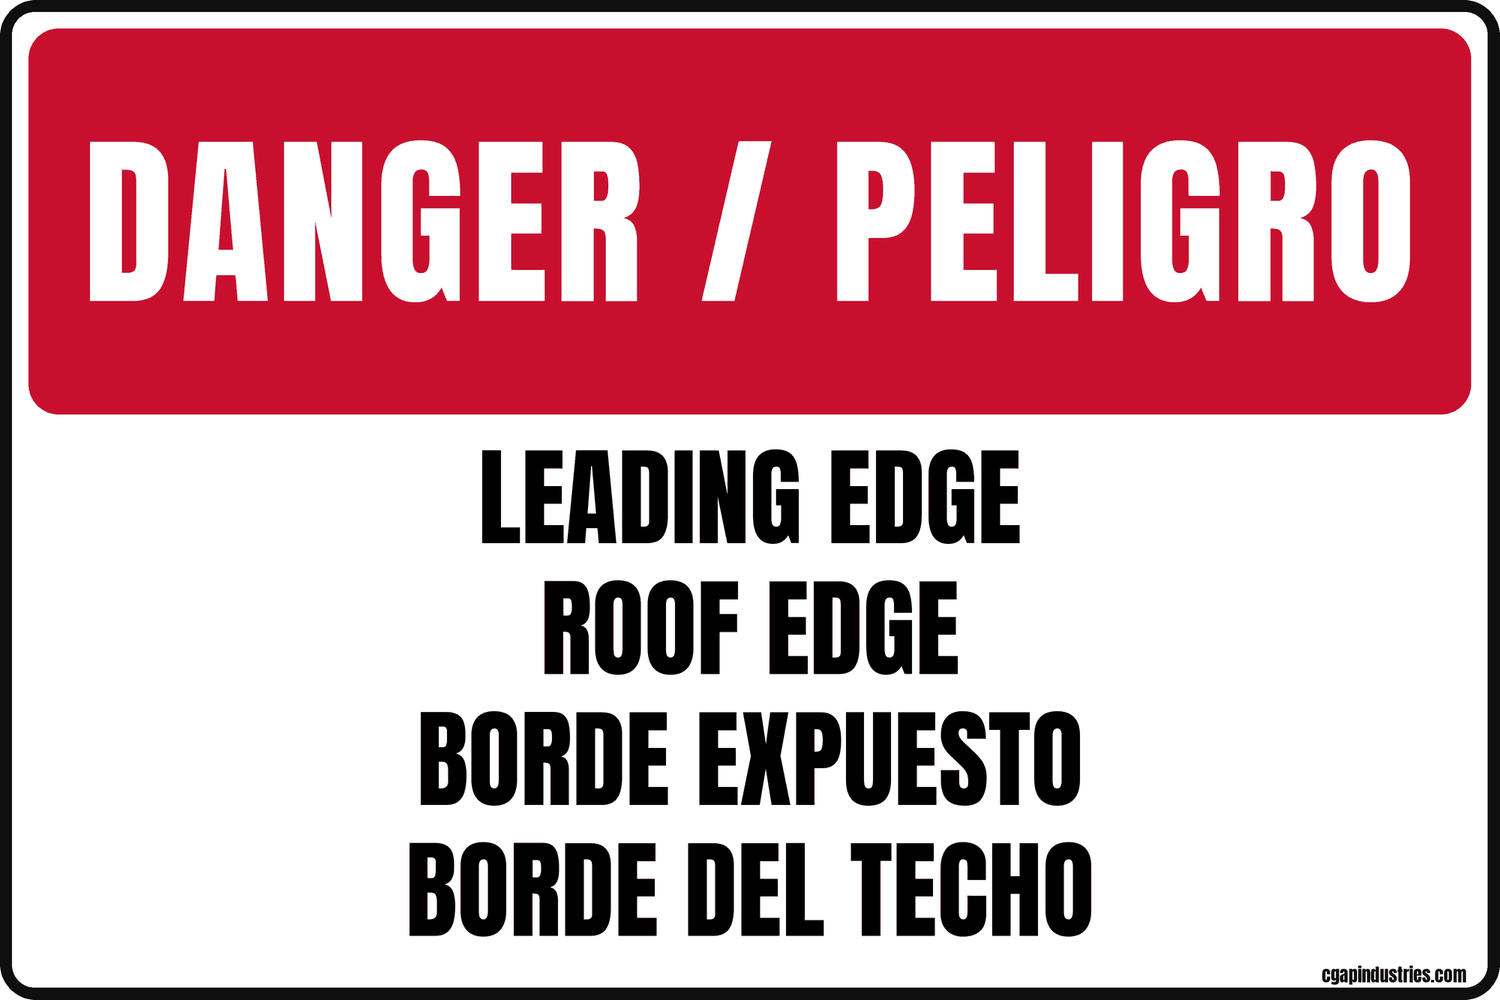 DANGER / PELIGRO
LEADING EDGE
ROOF EDGE
BORDE EXPUESTO
BORDE DEL TECHO
cgapindustries.com